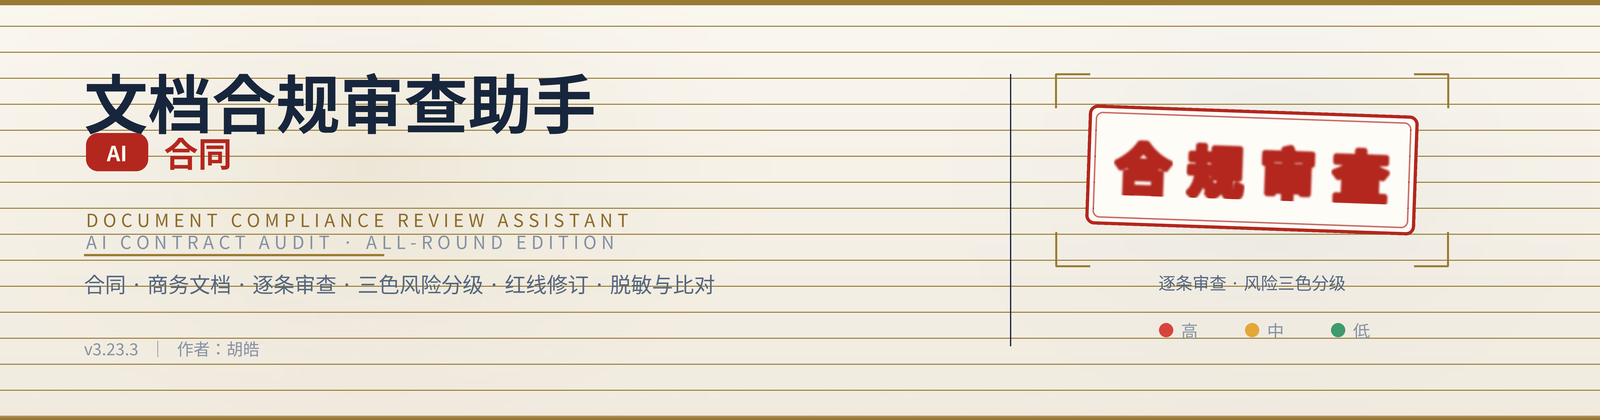 文档合规审查助手
AI 合同
DOCUMENT COMPLIANCE REVIEW ASSISTANT
AI CONTRACT AUDIT · ALL-ROUND EDITION
合同 · 商务文档 · 逐条审查 · 三色风险分级 · 红线修订 · 脱敏与比对
v3.23.3 | 作者：胡皓
合规审查
逐条审查 · 风险三色分级
高 中 低